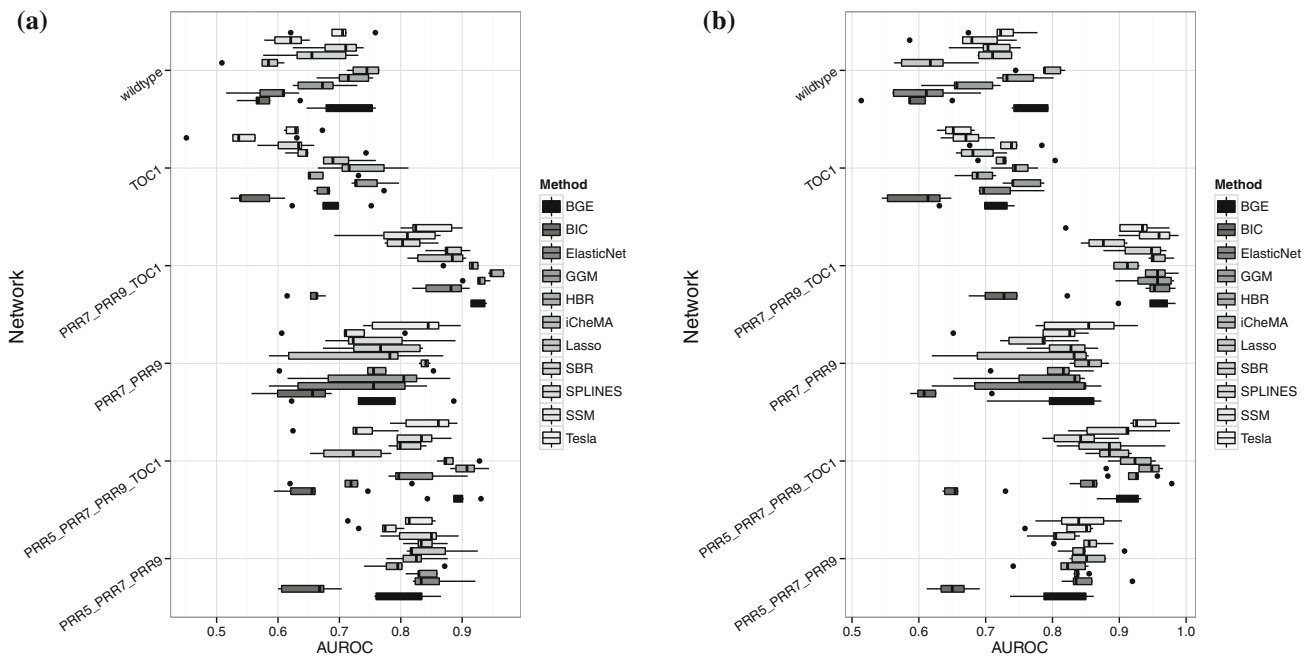 (a)
Network
wildtype
TOC1
PRR7_PRR9_TOC1
PRR7_PRR9
PRR5_PRR7_PRR9_TOC1
PRR5_PRR7_PRR9
0.5 0.6 0.7 0.8 0.9
AUROC
Method
BGE
BIC
ElasticNet
GGM
HBR
iCheMA
Lasso
SBR
SPLINES
SSM
Tesla
(b)
Network
wildtype
TOC1
PRR7_PRR9_TOC1
PRR7_PRR9
PRR5_PRR7_PRR9_TOC1
PRR5_PRR7_PRR9
0.5 0.6 0.7 0.8 0.9 1.0
AUROC
Method
BGE
BIC
ElasticNet
GGM
HBR
iCheMA
Lasso
SBR
SPLINES
SSM
Tesla